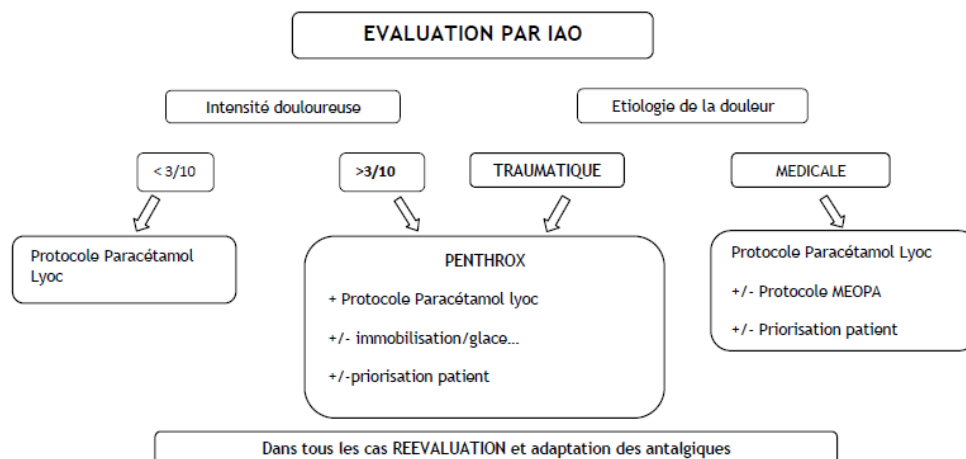 EVALUATION PAR IAO
Intensité douloureuse
Etiologie de la douleur
< 3/10
>3/10
TRAUMATIQUE
MEDICALE
Protocole Paracétamol
Lyoc
PENTHROX
+ Protocole Paracétamol lyoc
+/- immobilisation/glace...
+/-priorisation patient
Protocole Paracétamol Lyoc
+/- Protocole MEOPA
+/- Priorisation patient
Dans tous les cas REEVALUATION et adaptation des antalgiques